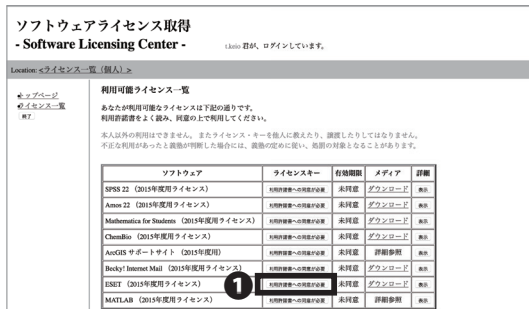 ソフトウェアライセンス取得
- Software Licensing Center -
t.keio 君が、ログインしています。
Location: <ライセンス一覧（個人）>
トップページ
ライセンス一覧
終了
利用可能ライセンス一覧
あなたが利用可能なライセンスは下記の通りです。
利用許諾書をよく読み、同意の上で利用してください。
本人以外の利用はできません。 またライセンス・キーを他人に教えたり、譲渡したりしてはなりません。
不正な利用があったと義塾が判断した場合には、義塾の定めに従い、処罰の対象となることがあります。
ソフトウェア ライセンスキー 有効期限 メディア 詳細
SPSS 22 （2015年度用ライセンス） 利用許諾書への同意が必要 未同意 ダウンロード 表示
Amos 22 （2015年度用ライセンス） 利用許諾書への同意が必要 未同意 ダウンロード 表示
Mathematica for Students （2015年度用ライセンス） 利用許諾書への同意が必要 未同意 ダウンロード 表示
ChemBio （2015年度用ライセンス） 利用許諾書への同意が必要 未同意 ダウンロード 表示
ArcGIS サポートサイト （2015年度用） 利用許諾書への同意が必要 未同意 詳細参照 表示
Becky! Internet Mail （2015年度用ライセンス） 利用許諾書への同意が必要 未同意 ダウンロード 表示
ESET （2015年度用ライセンス） 1 利用許諾書への同意が必要 未同意 ダウンロード 表示
MATLAB （2015年度用ライセンス） 利用許諾書への同意が必要 未同意 詳細参照 表示